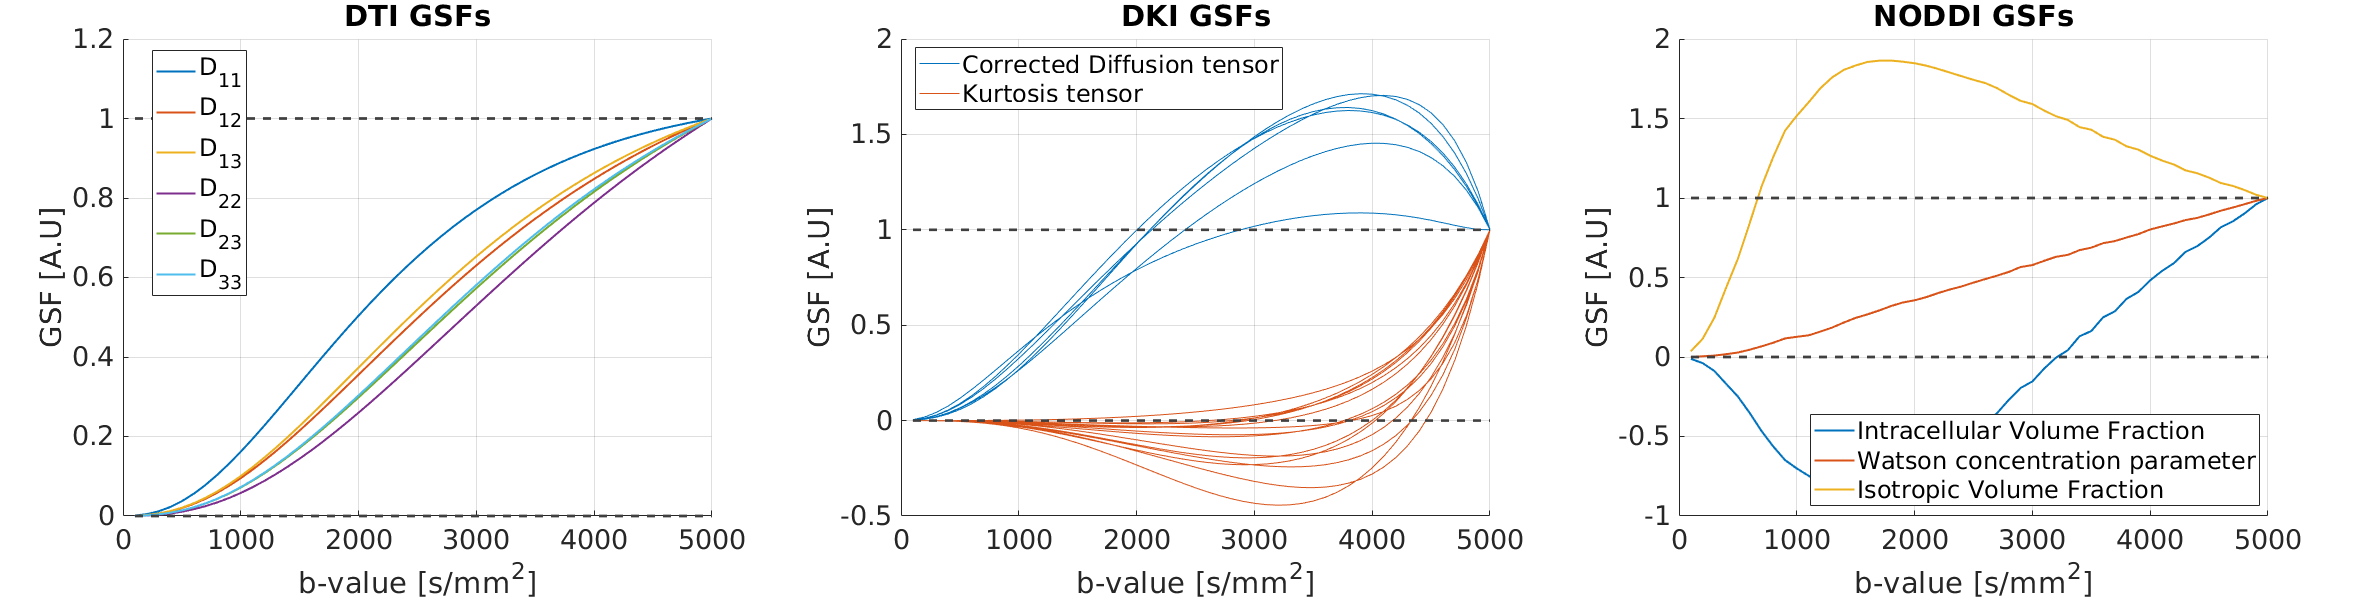 DTI GSFs
1.2
1
0.8
0.6
0.4
0.2
0
GSF [A.U]
D11
D12
D13
D22
D23
D33
0 1000 2000 3000 4000 5000
b-value [s/mm2]
DKI GSFs
2
1.5
1
0.5
0
-0.5
GSF [A.U]
Corrected Diffusion tensor
Kurtosis tensor
0 1000 2000 3000 4000 5000
b-value [s/mm2]
NODDI GSFs
2
1.5
1
0.5
0
-0.5
-1
GSF [A.U]
Intracellular Volume Fraction
Watson concentration parameter
Isotropic Volume Fraction
0 1000 2000 3000 4000 5000
b-value [s/mm2]